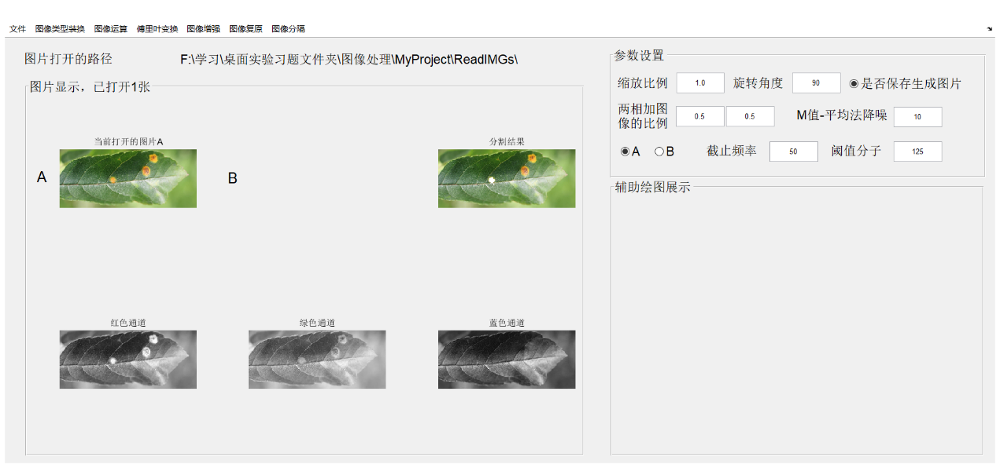 文件 图像类型装换 图像运算 傅里叶变换 图像增强 图像复原 图像分隔
图片打开的路径 F:\学习\桌面实验习题文件夹\图像处理\MyProject\ReadIMGs\
图片显示，已打开1张
当前打开的图片A
分割结果
A
B
红色通道
绿色通道
蓝色通道
参数设置
缩放比例 1.0 旋转角度 90 是否保存生成图片
两相加图
像的比例 0.5 0.5 M值-平均法降噪 10
A B 截止频率 50 阈值分子 125
辅助绘图展示